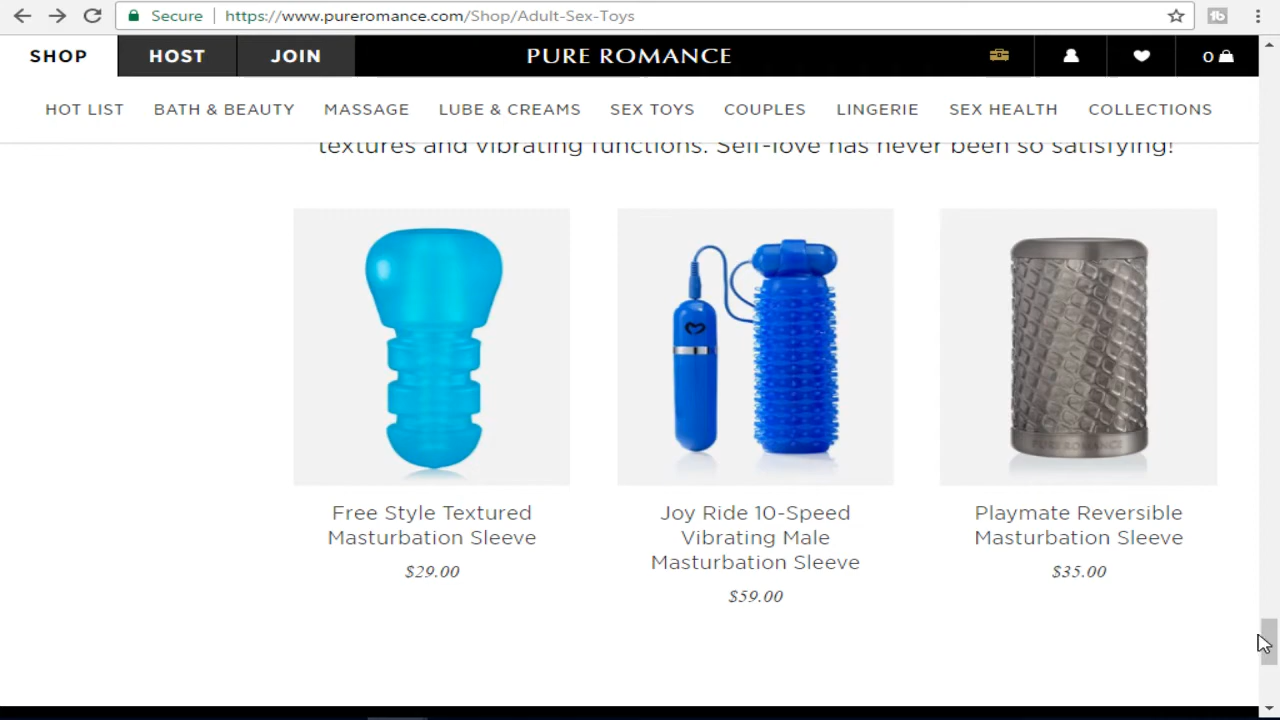 Secure https://www.pureromance.com/Shop/Adult-Sex-Toys
SHOP HOST JOIN PURE ROMANCE 0
HOT LIST BATH & BEAUTY MASSAGE LUBE & CREAMS SEX TOYS COUPLES LINGERIE SEX HEALTH COLLECTIONS
textures and vibrating functions. Self-love has never been so satisfying!
PURE ROMANCE
Free Style Textured
Masturbation Sleeve
$29.00
Joy Ride 10-Speed
Vibrating Male
Masturbation Sleeve
$59.00
Playmate Reversible
Masturbation Sleeve
$35.00